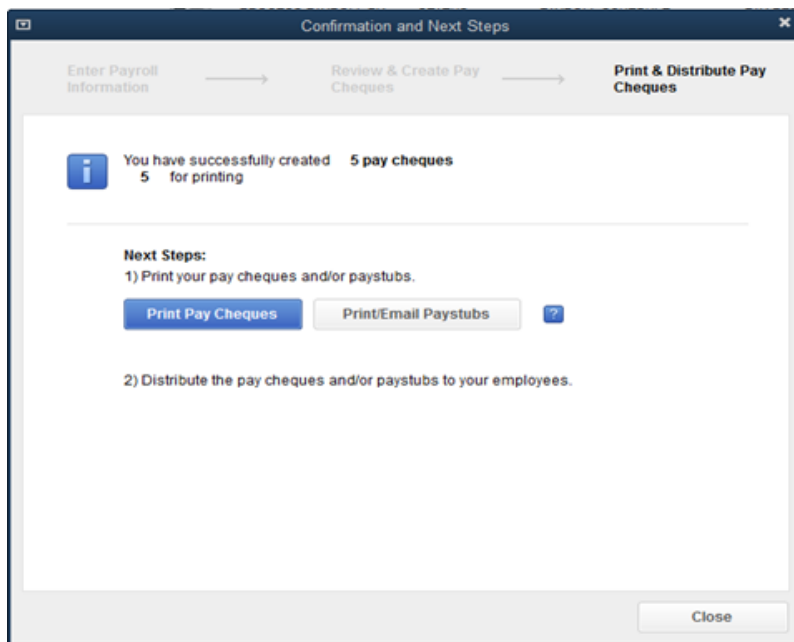 Confirmation and Next Steps
Enter Payroll
Information
Review & Create Pay
Cheques
Print & Distribute Pay
Cheques
You have successfully created 5 pay cheques
5 for printing
Next Steps:
1) Print your pay cheques and/or paystubs.
Print Pay Cheques Print/Email Paystubs ?
2) Distribute the pay cheques and/or paystubs to your employees.
Close